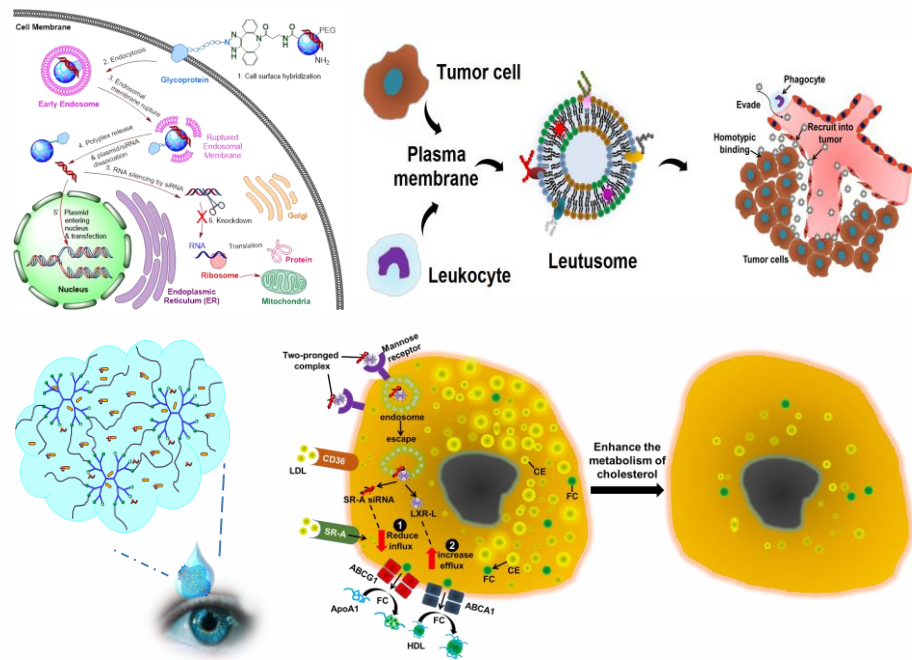 Cell Membrane
PEG
O
O
N
N
N
N
HN
NH
NH2
2. Endocytosis
Glycoprotein
1. Cell surface hybridization
Early Endosome
3. Endosomal
membrane rupture
Ruptured
Endosomal
Membrane
4. Polyplex release
& plasmid/siRNA
dissociation
5. RNA silencing by siRNA
5'. Plasmid
entering
nucleus
& transfection
Nucleus
6. Knockdown
Golgi
RNA
Translation
Protein
Ribosome
Endoplasmic
Reticulum (ER)
Mitochondria
Tumor cell
Plasma
membrane
Leukocyte
Leutusome
Phagocyte
Evade
Recruit into
tumor
Homotypic
binding
Tumor cells
Two-pronged
complex
Mannose
receptor
endosome
escape
LDL
CD36
SR-A siRNA
LXR-L
SR-A
1
Reduce
influx
2
increase
efflux
CE
FC
CE
FC
ABCG1
FC
ApoA1
ABCA1
FC
HDL
Enhance the
metabolism of
cholesterol